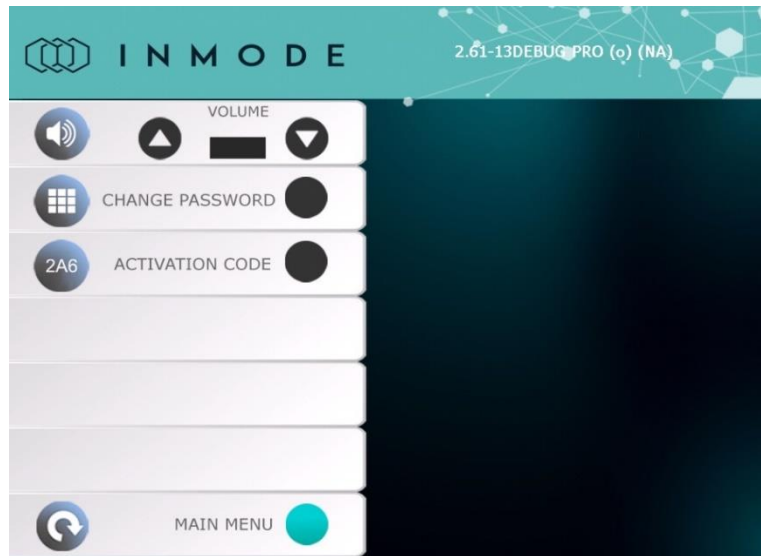 INMODE
2.61-13DEBUG PRO (o) (NA)
VOLUME
CHANGE PASSWORD
2A6
ACTIVATION CODE
MAIN MENU